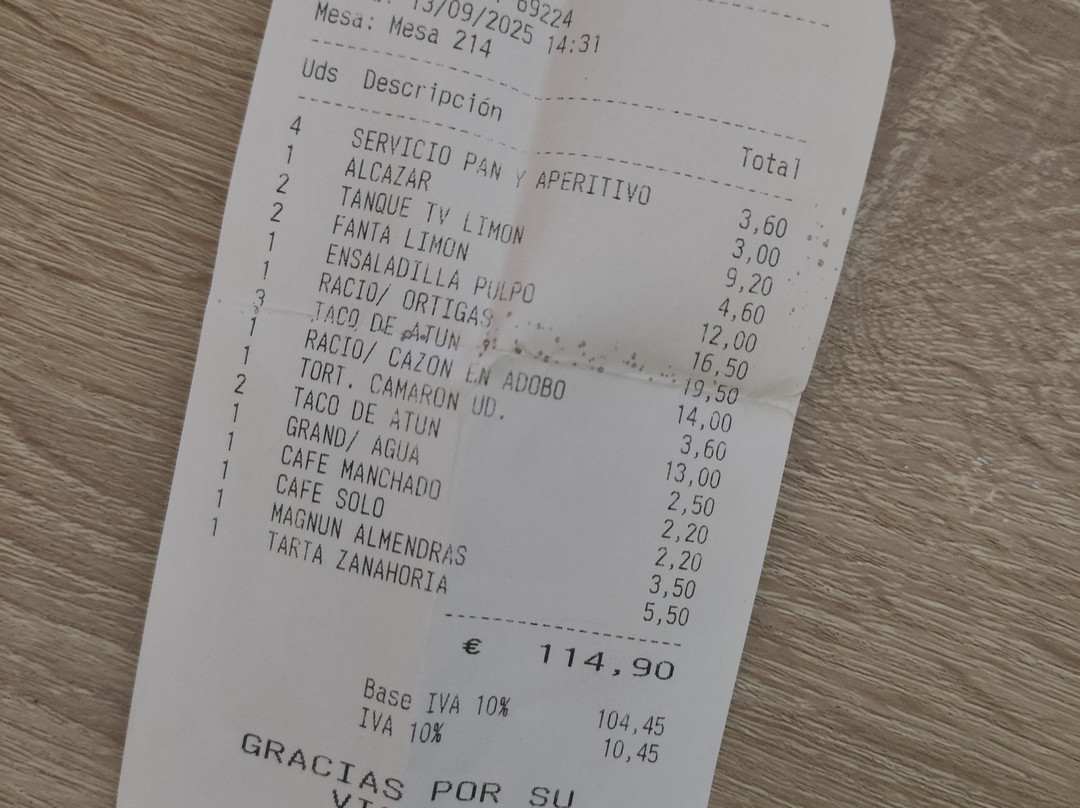 13/09/2025 14:31
69224
Mesa: Mesa 214
Uds Descripción Total
4 SERVICIO PAN Y APERITIVO 3,60
1 ALCAZAR 3,00
2 TANQUE TV LIMON 9,20
2 FANTA LIMON 4,60
1 ENSALADILLA PULPO 12,00
1 RACIO/ ORTIGAS 16,50
3 TACO DE ATUN 19,50
1 RACIO/ CAZON EN ADOBO 14,00
1 TORT. CAMARON UD. 3,60
2 TACO DE ATUN 13,00
1 GRAND/ AGUA 2,50
1 CAFE MANCHADO 2,20
1 CAFE SOLO 2,20
1 MAGNUN ALMENDRAS 3,50
1 TARTA ZANAHORIA 5,50
€ 114,90
Base IVA 10% 104,45
IVA 10% 10,45
GRACIAS POR SU